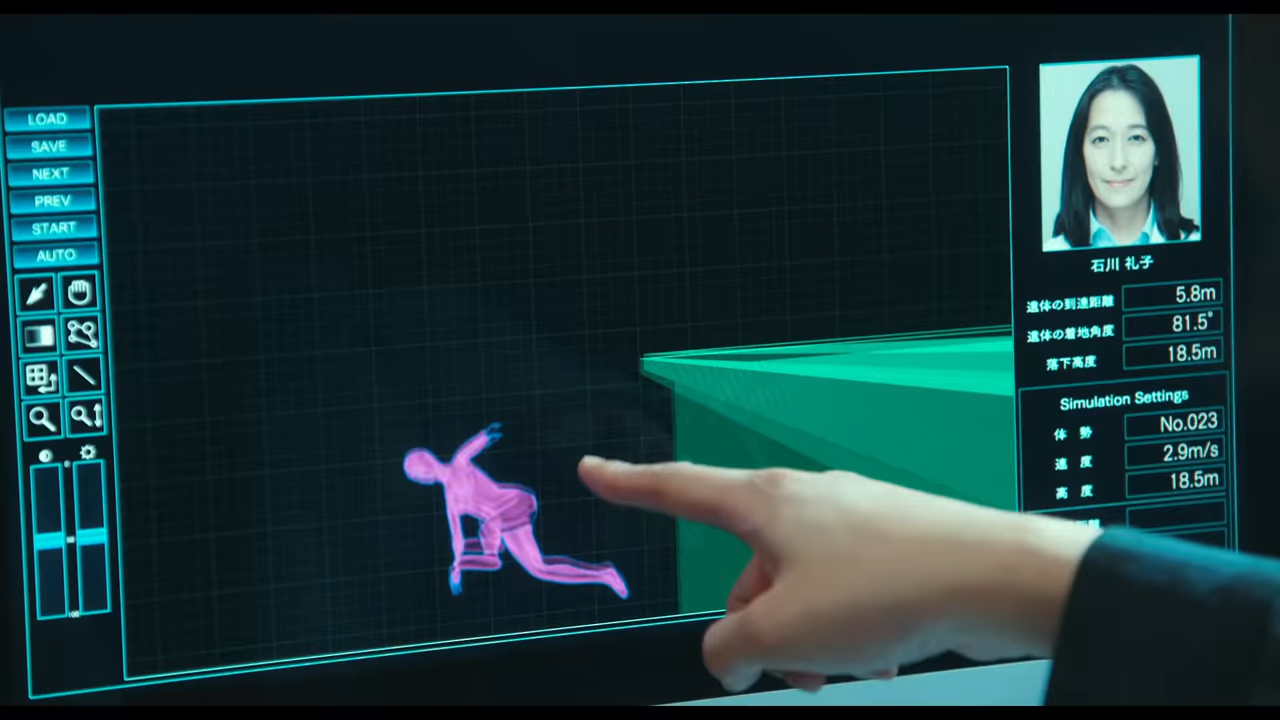 LOAD
SAVE
NEXT
PREV
START
AUTO
石川 礼子
遺体の到達距離 5.8m
遺体の着地角度 81.5°
落下高度 18.5m
Simulation Settings
体 勢 No.023
速 度 2.9m/s
高 度 18.5m
距離